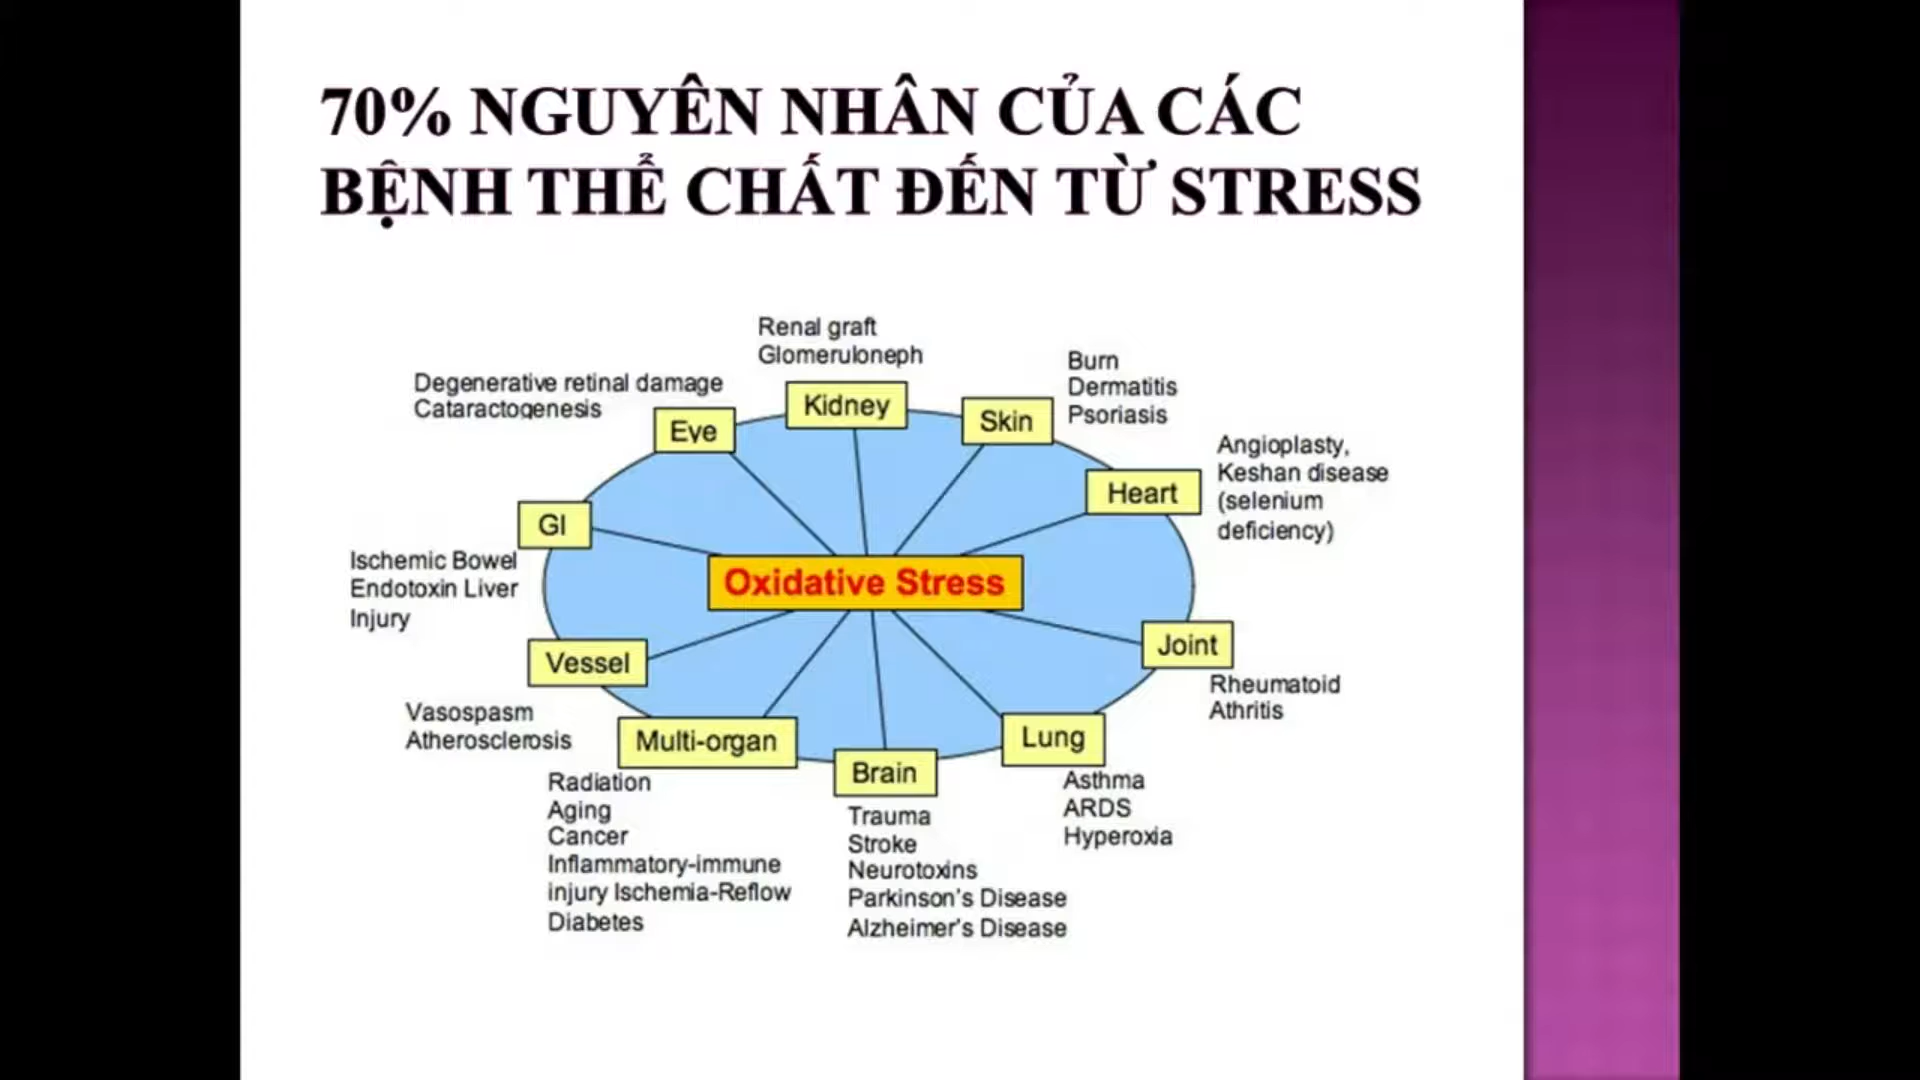 70% NGUYÊN NHÂN CỦA CÁC
BỆNH THỂ CHẤT ĐẾN TỪ STRESS
Renal graft
Glomeruloneph
Kidney
Degenerative retinal damage
Cataractogenesis
Eye
Burn
Dermatitis
Psoriasis
Skin
Angioplasty,
Keshan disease
(selenium
deficiency)
Heart
GI
Ischemic Bowel
Endotoxin Liver
Injury
Oxidative Stress
Joint
Rheumatoid
Athritis
Vessel
Vasospasm
Atherosclerosis
Multi-organ
Radiation
Aging
Cancer
Inflammatory-immune
injury Ischemia-Reflow
Diabetes
Brain
Trauma
Stroke
Neurotoxins
Parkinson's Disease
Alzheimer's Disease
Lung
Asthma
ARDS
Hyperoxia